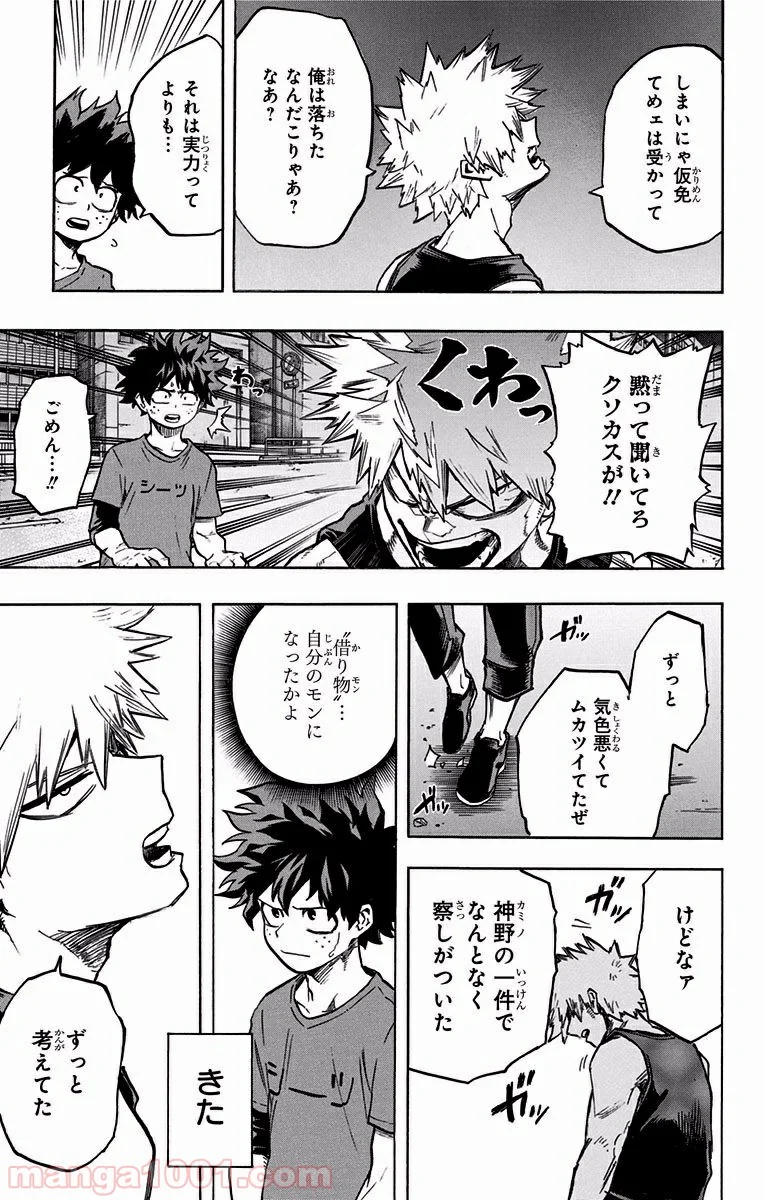 しまいにゃ仮免
てめェは受かって
俺は落ちた
なんだこりゃあ?
なあ?
それは実力って
よりも…
黙って聞いてろ
クソカスが!!
くわっ
わっ
ごめん…!!
シーツ
ずっと
気色悪くて
ムカツイてたぜ
ガッ
ガッ
けどなァ
神野の一件で
なんとなく
察しがついた
〝借り物〟…
自分のモンに
なったかよ
シーツ
きた
ずっと
考えてた
manga1001.com